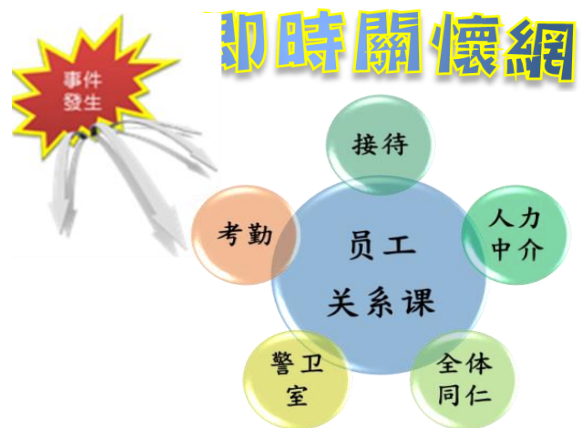 即時關懷網
事件
發生
接待
考勤
人力
中介
员工
关系课
警卫
室
全体
同仁